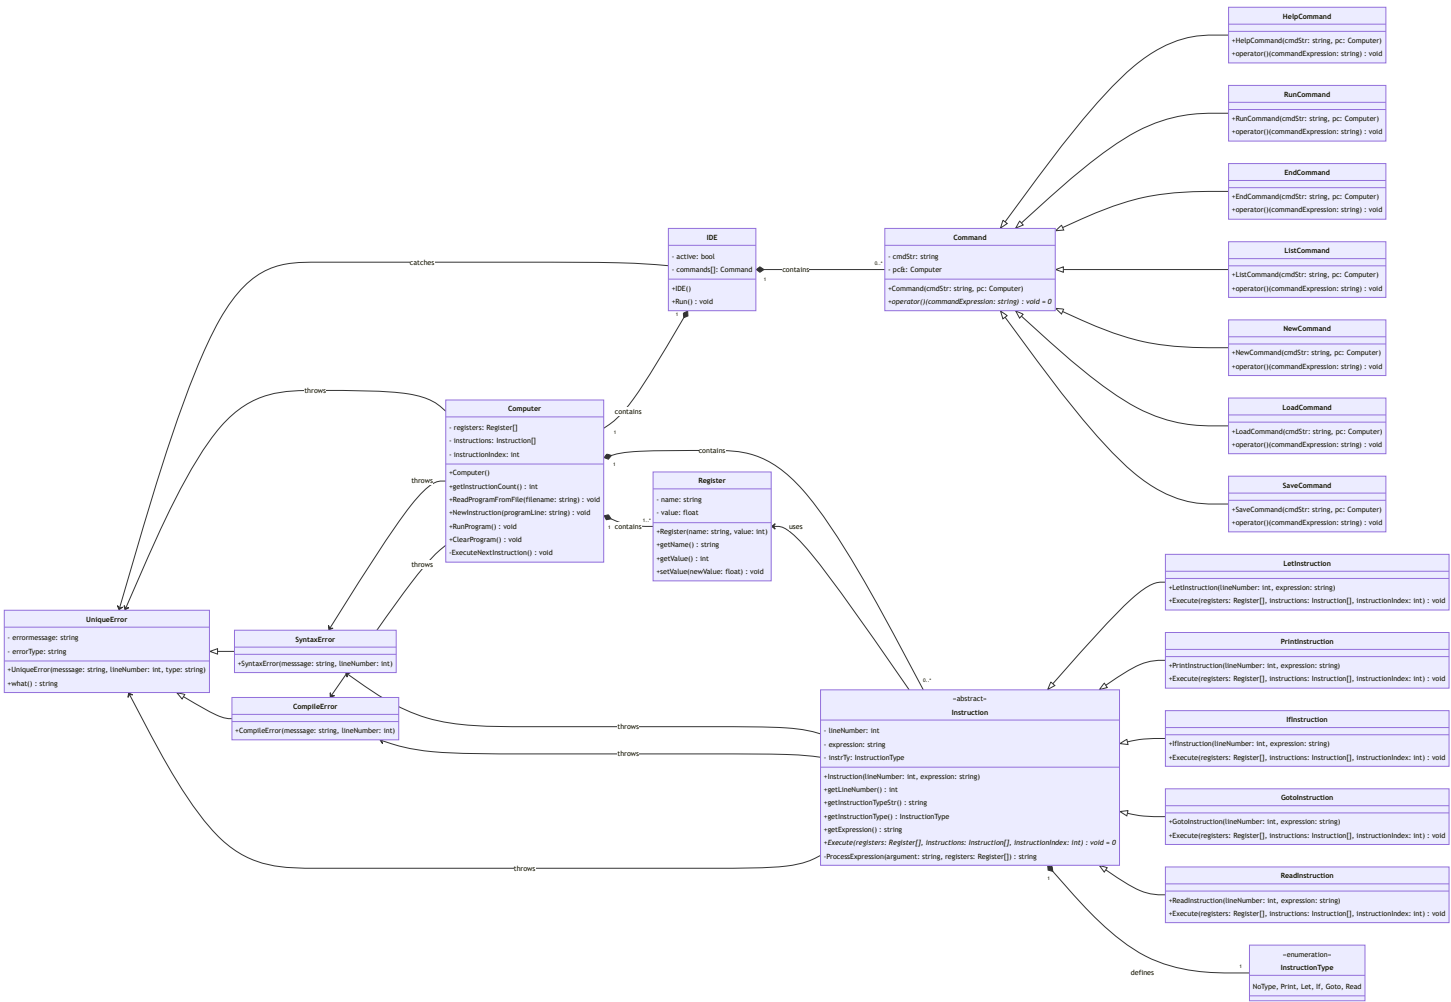 HelpCommand
+HelpCommand(cmdStr: string, pc: Computer)
+operator()(commandExpression: string) : void
RunCommand
+RunCommand(cmdStr: string, pc: Computer)
+operator()(commandExpression: string) : void
EndCommand
+EndCommand(cmdStr: string, pc: Computer)
+operator()(commandExpression: string) : void
ListCommand
+ListCommand(cmdStr: string, pc: Computer)
+operator()(commandExpression: string) : void
NewCommand
+NewCommand(cmdStr: string, pc: Computer)
+operator()(commandExpression: string) : void
LoadCommand
+LoadCommand(cmdStr: string, pc: Computer)
+operator()(commandExpression: string) : void
SaveCommand
+SaveCommand(cmdStr: string, pc: Computer)
+operator()(commandExpression: string) : void
IDE
- active: bool
- commands[]: Command
+IDE()
+Run() : void
1
contains
0..*
Command
- cmdStr: string
- pc&: Computer
+Command(cmdStr: string, pc: Computer)
+operator()(commandExpression: string) : void = 0
catches
1
contains
1
throws
Computer
- registers: Register[]
- instructions: Instruction[]
- instructionIndex: int
+Computer()
+getInstructionCount() : int
+ReadProgramFromFile(filename: string) : void
+NewInstruction(programLine: string) : void
+RunProgram() : void
+ClearProgram() : void
-ExecuteNextInstruction() : void
throws
throws
1
contains
0..*
1
contains
1..*
Register
- name: string
- value: float
+Register(name: string, value: int)
+getName() : string
+getValue() : int
+setValue(newValue: float) : void
uses
UniqueError
- errormessage: string
- errorType: string
+UniqueError(messsage: string, lineNumber: int, type: string)
+what() : string
SyntaxError
+SyntaxError(messsage: string, lineNumber: int)
CompileError
+CompileError(messsage: string, lineNumber: int)
throws
throws
throws
«abstract»
Instruction
- lineNumber: int
- expression: string
- instrTy: InstructionType
+Instruction(lineNumber: int, expression: string)
+getLineNumber() : int
+getInstructionTypeStr() : string
+getInstructionType() : InstructionType
+getExpression() : string
+Execute(registers: Register[], instructions: Instruction[], instructionIndex: int) : void = 0
-ProcessExpression(argument: string, registers: Register[]) : string
LetInstruction
+LetInstruction(lineNumber: int, expression: string)
+Execute(registers: Register[], instructions: Instruction[], instructionIndex: int) : void
PrintInstruction
+PrintInstruction(lineNumber: int, expression: string)
+Execute(registers: Register[], instructions: Instruction[], instructionIndex: int) : void
IfInstruction
+IfInstruction(lineNumber: int, expression: string)
+Execute(registers: Register[], instructions: Instruction[], instructionIndex: int) : void
GotoInstruction
+GotoInstruction(lineNumber: int, expression: string)
+Execute(registers: Register[], instructions: Instruction[], instructionIndex: int) : void
ReadInstruction
+ReadInstruction(lineNumber: int, expression: string)
+Execute(registers: Register[], instructions: Instruction[], instructionIndex: int) : void
1
defines
1
«enumeration»
InstructionType
NoType, Print, Let, If, Goto, Read